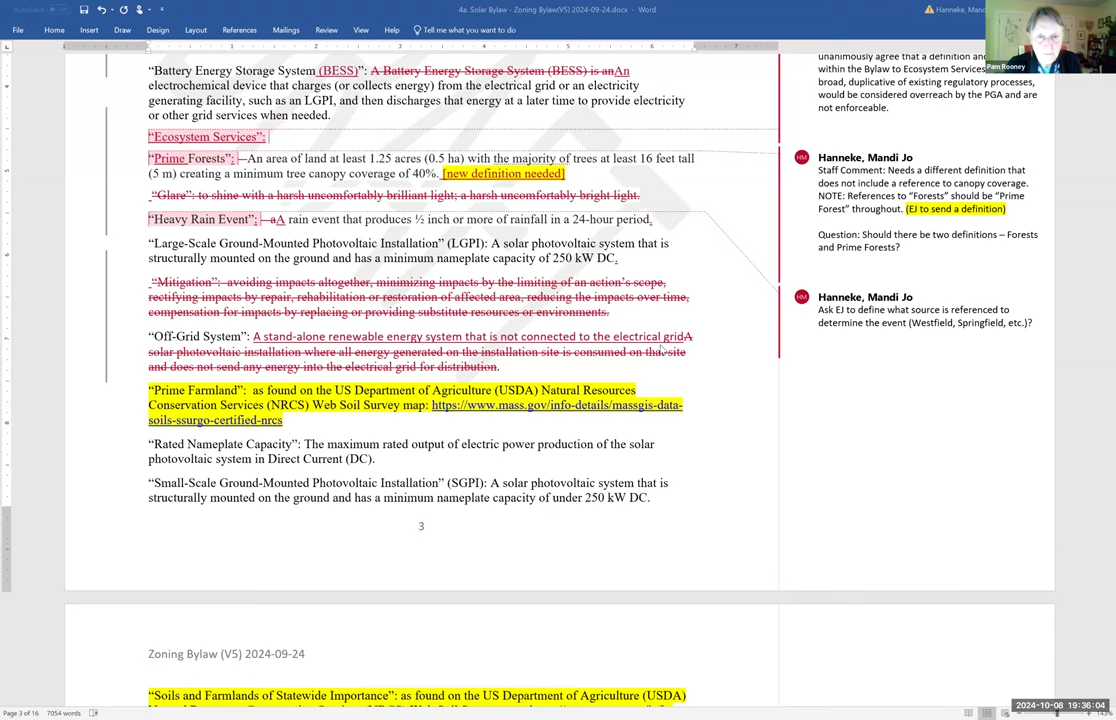 4a. Solar Bylaw - Zoning Bylaw(V5) 2024-09-24.docx - Word
Hanneke, Mand
File Home Insert Draw Design Layout References Mailings Review View Help Tell me what you want to do
Pam Rooney
“Battery Energy Storage System (BESS)”: A Battery Energy Storage System (BESS) is anAn
electrochemical device that charges (or collects energy) from the electrical grid or an electricity
generating facility, such as an LGPI, and then discharges that energy at a later time to provide electricity
or other grid services when needed.
“Ecosystem Services”:
“Prime Forests”: —An area of land at least 1.25 acres (0.5 ha) with the majority of trees at least 16 feet tall
(5 m) creating a minimum tree canopy coverage of 40%. [new definition needed]
“Glare”: to shine with a harsh uncomfortably brilliant light; a harsh uncomfortably bright light.
“Heavy Rain Event”: —aA rain event that produces ½ inch or more of rainfall in a 24-hour period.
“Large-Scale Ground-Mounted Photovoltaic Installation” (LGPI): A solar photovoltaic system that is
structurally mounted on the ground and has a minimum nameplate capacity of 250 kW DC.
“Mitigation”: avoiding impacts altogether, minimizing impacts by the limiting of an action’s scope,
rectifying impacts by repair, rehabilitation or restoration of affected area, reducing the impacts over time,
compensation for impacts by replacing or providing substitute resources or environments.
“Off-Grid System”: A stand-alone renewable energy system that is not connected to the electrical gridA
solar photovoltaic installation where all energy generated on the installation site is consumed on that site
and does not send any energy into the electrical grid for distribution.
“Prime Farmland”: as found on the US Department of Agriculture (USDA) Natural Resources
Conservation Services (NRCS) Web Soil Survey map: https://www.mass.gov/info-details/massgis-data-
soils-ssurgo-certified-nrcs
“Rated Nameplate Capacity”: The maximum rated output of electric power production of the solar
photovoltaic system in Direct Current (DC).
“Small-Scale Ground-Mounted Photovoltaic Installation” (SGPI): A solar photovoltaic system that is
structurally mounted on the ground and has a minimum nameplate capacity of under 250 kW DC.
3
unanimously agree that a definition and
within the Bylaw to Ecosystem Services
broad, duplicative of existing regulatory processes,
would be considered overreach by the PGA and are
not enforceable.
HM Hanneke, Mandi Jo
Staff Comment: Needs a different definition that
does not include a reference to canopy coverage.
NOTE: References to “Forests” should be “Prime
Forest” throughout. (EJ to send a definition)
Question: Should there be two definitions – Forests
and Prime Forests?
HM Hanneke, Mandi Jo
Ask EJ to define what source is referenced to
determine the event (Westfield, Springfield, etc.)?
Zoning Bylaw (V5) 2024-09-24
“Soils and Farmlands of Statewide Importance”: as found on the US Department of Agriculture (USDA)
2024-10-08 19:36:04
Page 3 of 16 7054 words